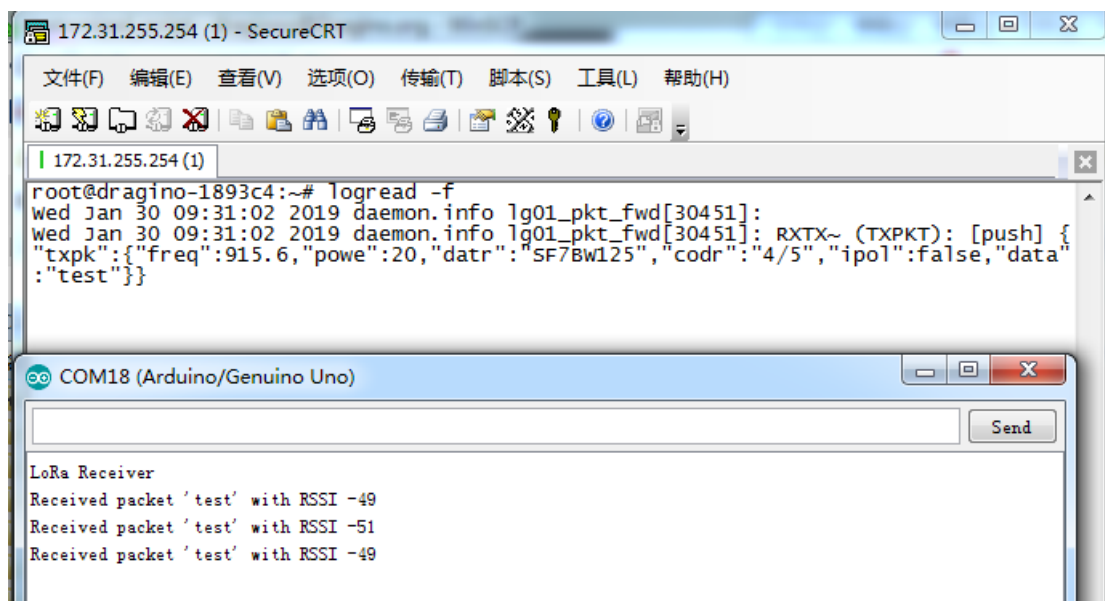 172.31.255.254 (1) - SecureCRT
文件(F) 编辑(E) 查看(V) 选项(O) 传输(T) 脚本(S) 工具(L) 帮助(H)
172.31.255.254 (1)
root@dragino-1893c4:~# logread -f
Wed Jan 30 09:31:02 2019 daemon.info lg01_pkt_fwd[30451]:
Wed Jan 30 09:31:02 2019 daemon.info lg01_pkt_fwd[30451]: RXTX~ (TXPKT): [push] {
"txpk":{"freq":915.6,"powe":20,"datr":"SF7BW125","codr":"4/5","ipol":false,"data"
:"test"}}
COM18 (Arduino/Genuino Uno)
Send
LoRa Receiver
Received packet 'test' with RSSI -49
Received packet 'test' with RSSI -51
Received packet 'test' with RSSI -49